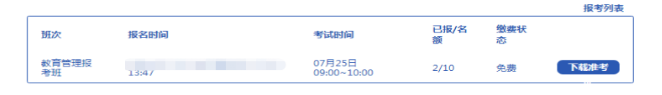 报考列表
班次 报名时间 考试时间 已报/名额 缴费状态
教育管理报考班 13:47 07月25日 09:00~10:00 2/10 免费 下载准考